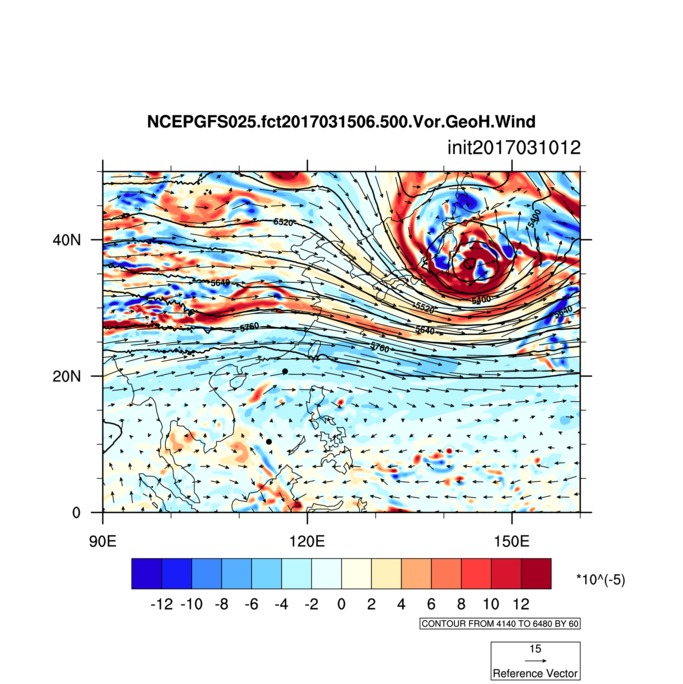 NCEPGFS025.fct2017031506.500.Vor.GeoH.Wind
init2017031012
5520
5400
40N
5640
5400
5520
5640
5640
5760
5760
20N
0
90E 120E 150E
-12 -10 -8 -6 -4 -2 0 2 4 6 8 10 12
*10^(-5)
CONTOUR FROM 4140 TO 6480 BY 60
15
Reference Vector